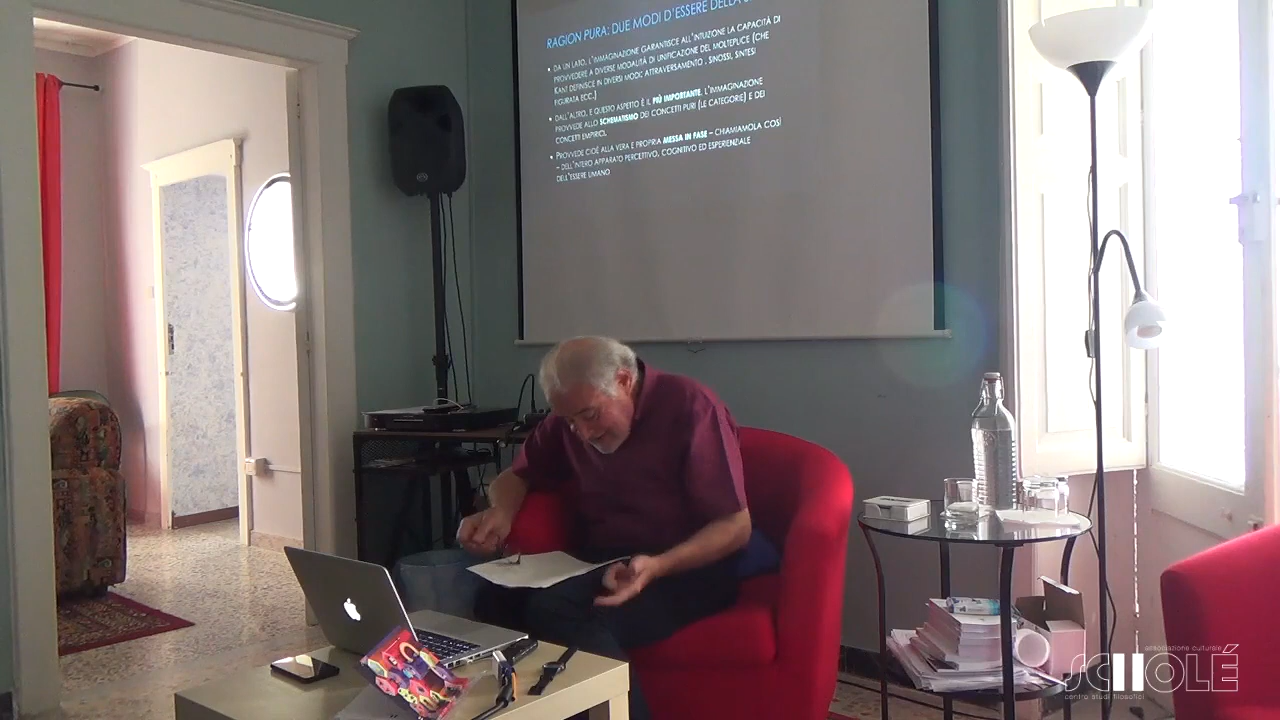 RAGION PURA: DUE MODI D'ESSERE DELLA
• DA UN LATO, L'IMMAGINAZIONE GARANTISCE ALL'INTUIZIONE LA CAPACITÀ DI
PROVVEDERE A DIVERSE MODALITÀ DI UNIFICAZIONE DEL MOLTEPLICE (CHE
KANT DEFINISCE IN DIVERSI MODI: ATTRAVERSAMENTO, SINOSSI, SINTESI
FIGURATA ECC.)
• DALL'ALTRO, E QUESTO ASPETTO È IL PIÙ IMPORTANTE, L'IMMAGINAZIONE
PROVVEDE ALLO SCHEMATISMO DEI CONCETTI PURI (LE CATEGORIE) E DEI
CONCETTI EMPIRICI.
• PROVVEDE CIOÈ ALLA VERA E PROPRIA MESSA IN FASE – CHIAMIAMOLA COSÌ
– DELL'INTERO APPARATO PERCETTIVO, COGNITIVO ED ESPERIENZIALE
DELL'ESSERE UMANO
associazione culturale
SCHOLÉ
centro studi filosofici